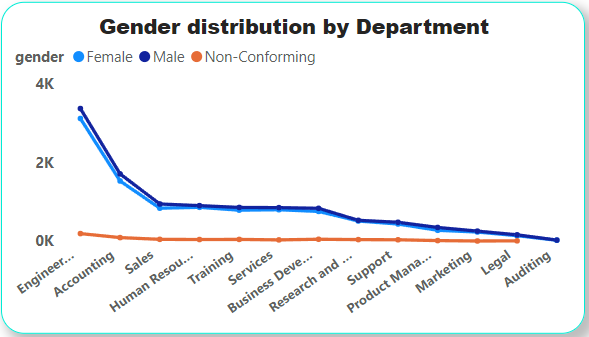 Gender distribution by Department
gender Female Male Non-Conforming
4K
2K
0K
Engineer...
Accounting
Sales
Human Resou...
Training
Services
Business Deve...
Research and ...
Support
Product Mana...
Marketing
Legal
Auditing